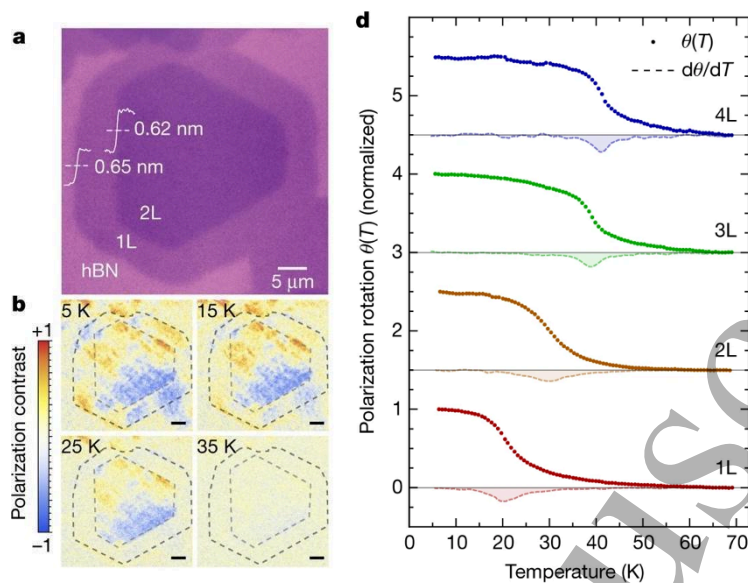 a
0.62 nm
0.65 nm
2L
1L
hBN
5 μm
b
Polarization contrast
+1
−1
5 K
15 K
25 K
35 K
d
Polarization rotation θ(T) (normalized)
5
4
3
2
1
0
θ(T)
dθ/dT
4L
3L
2L
1L
0 10 20 30 40 50 60 70 80
Temperature (K)